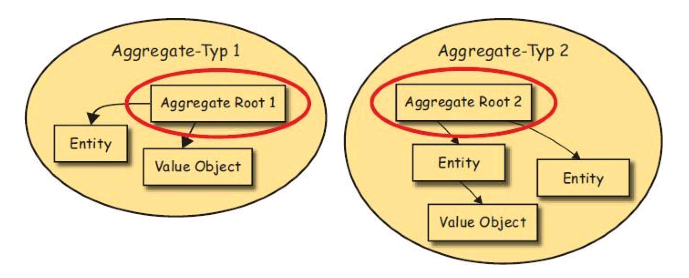 Aggregate-Typ 1
Aggregate Root 1
Entity
Value Object
Aggregate-Typ 2
Aggregate Root 2
Entity
Entity
Value Object